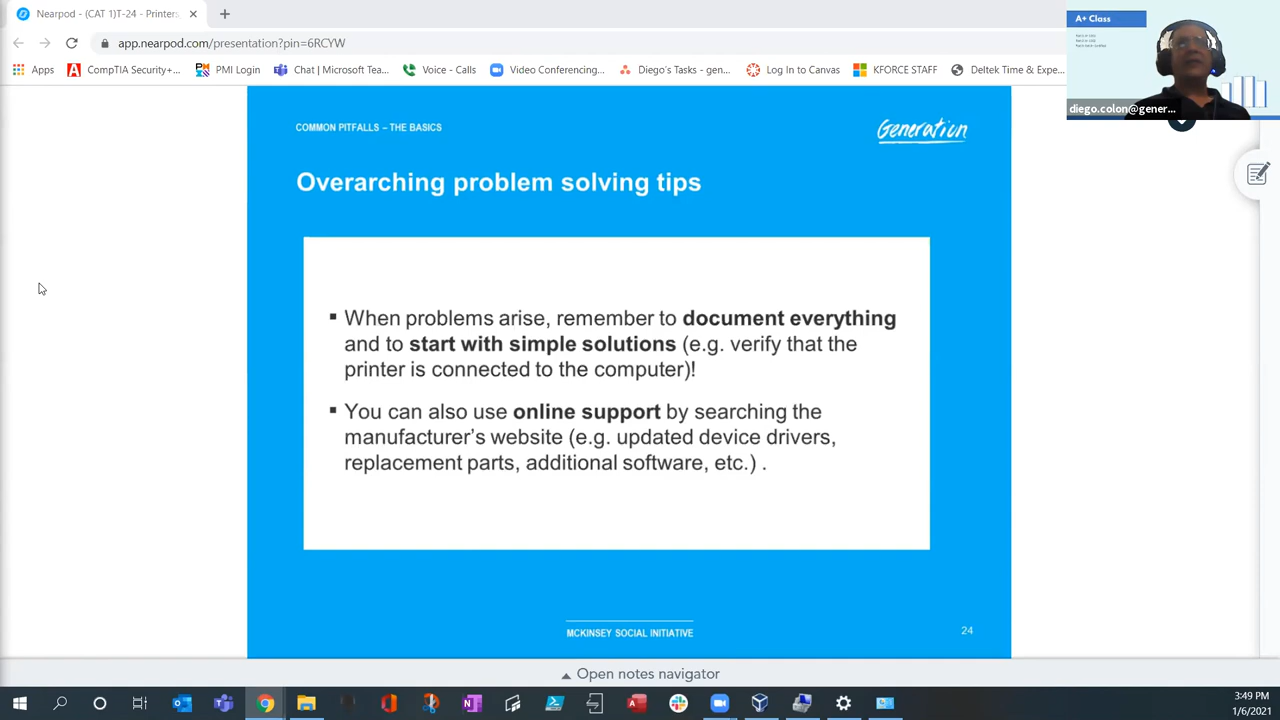 Nearpod - (CAT 1)T-24 - Printer
app.nearpod.com/presentation?pin=6RCYW
Apps
CompTIA Security+...
PMI Login
Chat | Microsoft Tea...
Voice - Calls
Video Conferencing...
Diego's Tasks - gen...
Log In to Canvas
KFORCE STAFF
Deltek Time & Expe...
A+ Class
diego.colon@gener...
COMMON PITFALLS – THE BASICS
Generation
Overarching problem solving tips
▪ When problems arise, remember to document everything
and to start with simple solutions (e.g. verify that the
printer is connected to the computer)!
▪ You can also use online support by searching the
manufacturer's website (e.g. updated device drivers,
replacement parts, additional software, etc.) .
MCKINSEY SOCIAL INITIATIVE
24
Open notes navigator
3:49 PM
1/6/2021